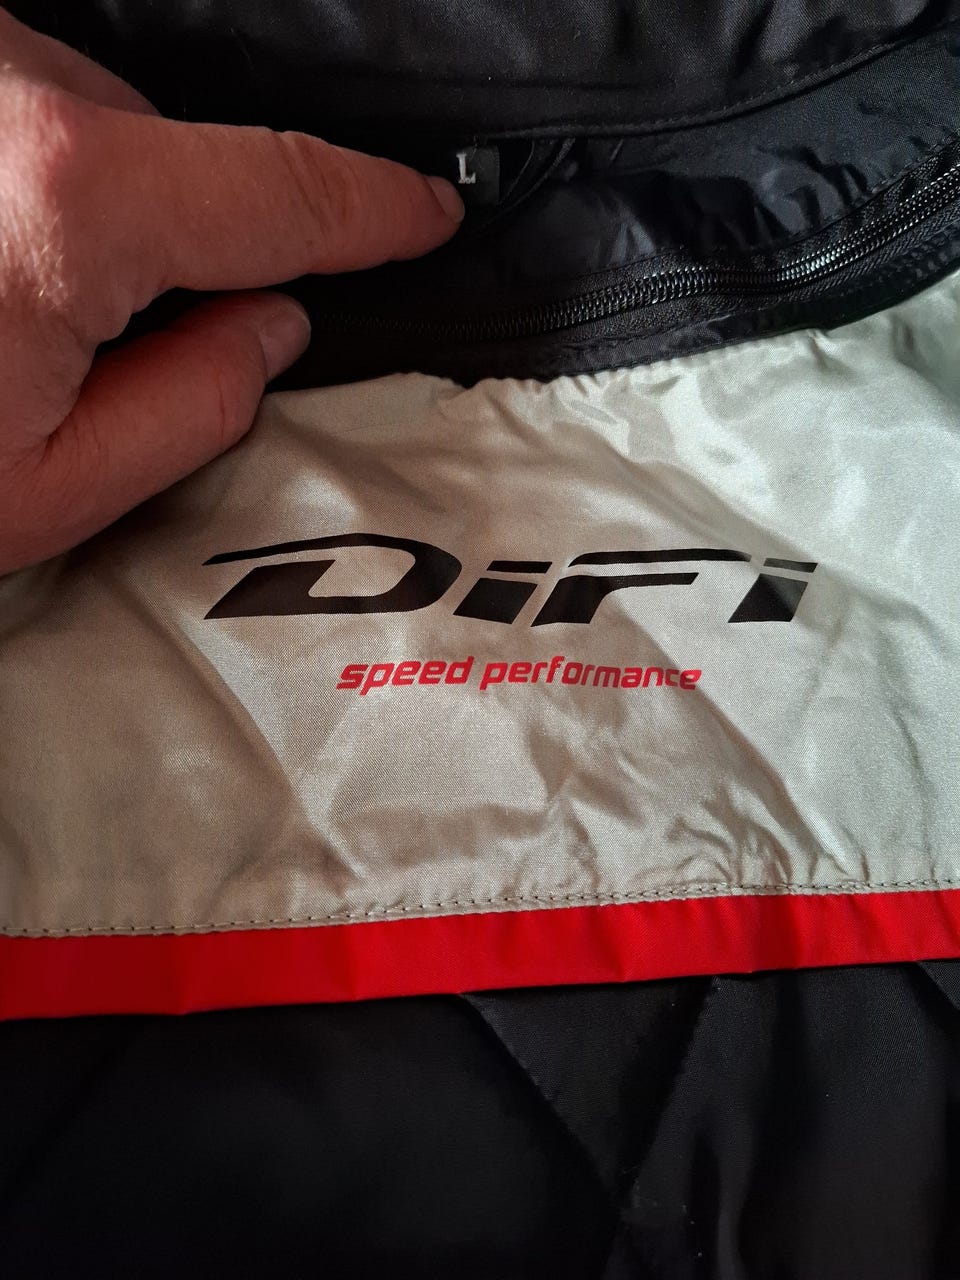 L
DiFi
speed performance